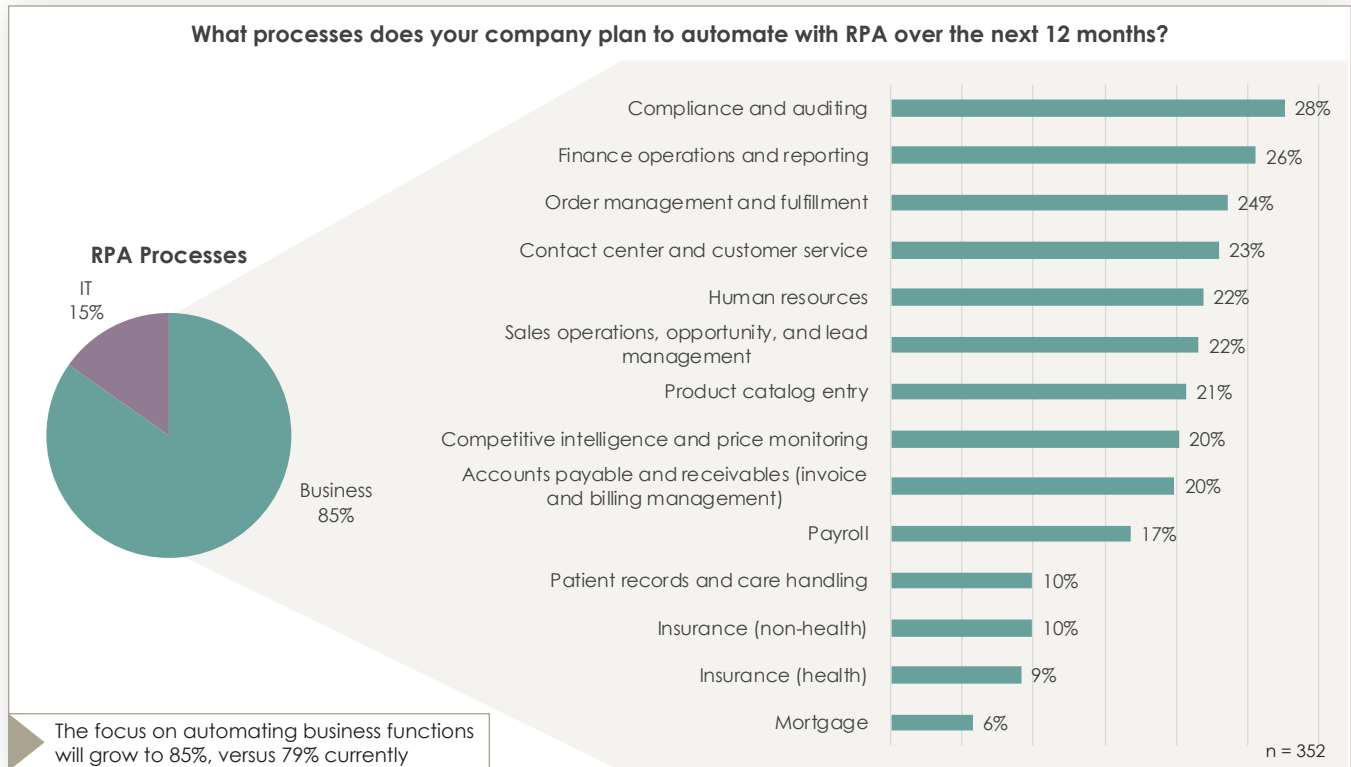 What processes does your company plan to automate with RPA over the next 12 months?
RPA Processes
IT
15%
Business
85%
Compliance and auditing 28%
Finance operations and reporting 26%
Order management and fulfillment 24%
Contact center and customer service 23%
Human resources 22%
Sales operations, opportunity, and lead
management 22%
Product catalog entry 21%
Competitive intelligence and price monitoring 20%
Accounts payable and receivables (invoice
and billing management) 20%
Payroll 17%
Patient records and care handling 10%
Insurance (non-health) 10%
Insurance (health) 9%
Mortgage 6%
The focus on automating business functions
will grow to 85%, versus 79% currently
n = 352